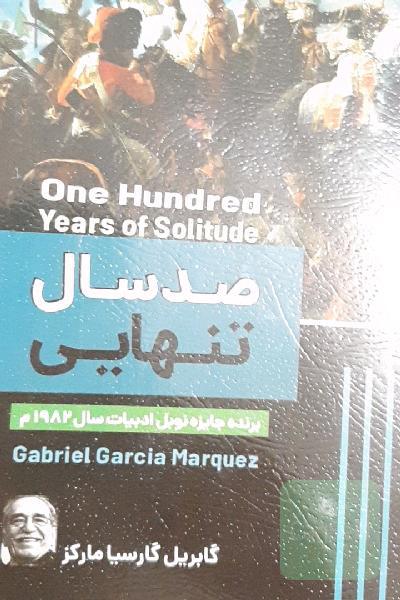 One Hundred
Years of Solitude
صد سال
تنهایی
برنده جایزه نوبل ادبیات سال ۱۹۸۲ م
Gabriel Garcia Marquez
گابریل گارسیا مارکز